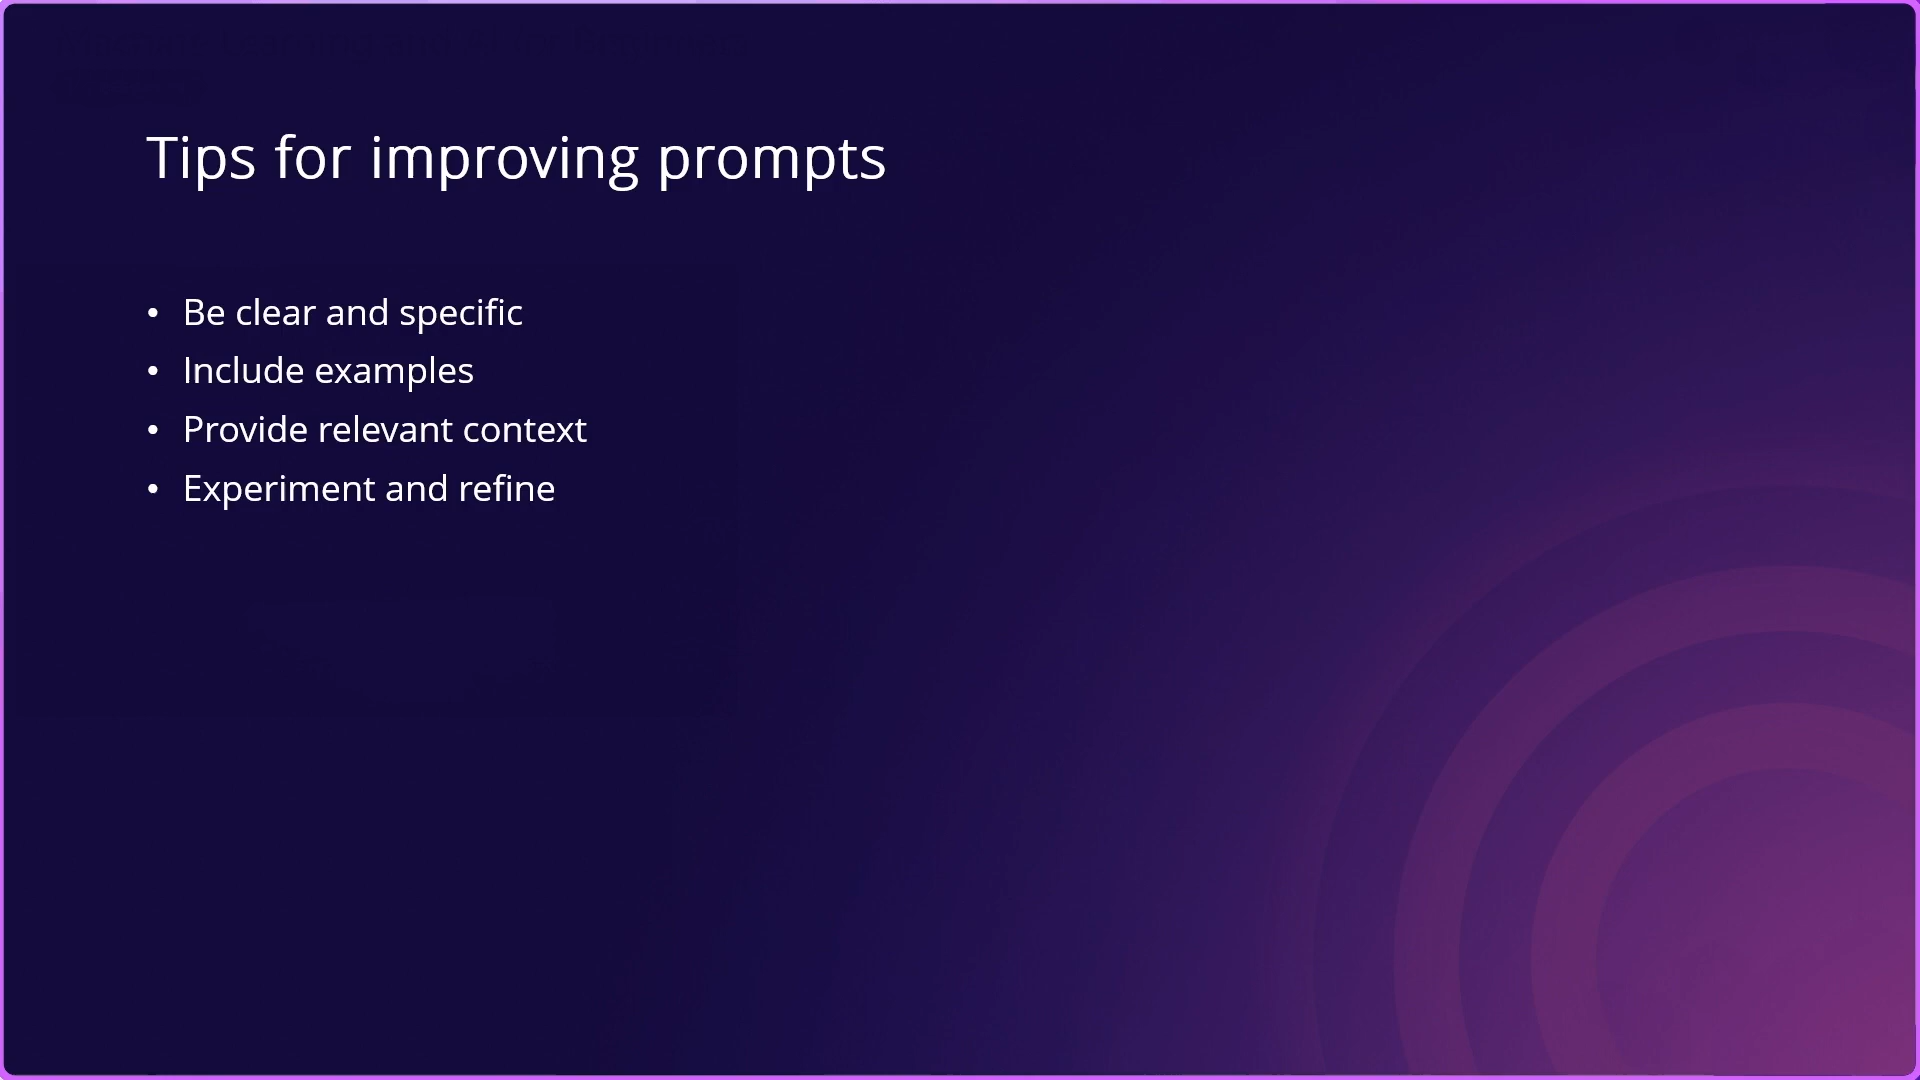 Tips for improving prompts
• Be clear and specific
• Include examples
• Provide relevant context
• Experiment and refine